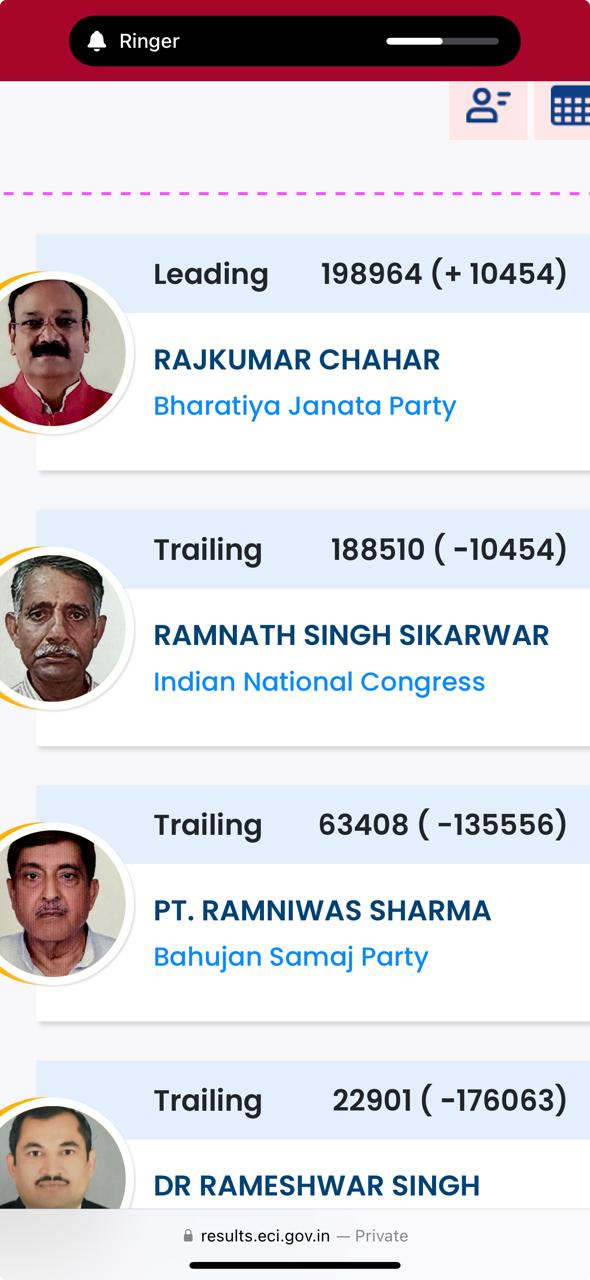 Ringer
Leading 198964 (+ 10454)
RAJKUMAR CHAHAR
Bharatiya Janata Party
Trailing 188510 ( -10454)
RAMNATH SINGH SIKARWAR
Indian National Congress
Trailing 63408 ( -135556)
PT. RAMNIWAS SHARMA
Bahujan Samaj Party
Trailing 22901 ( -176063)
DR RAMESHWAR SINGH
results.eci.gov.in — Private